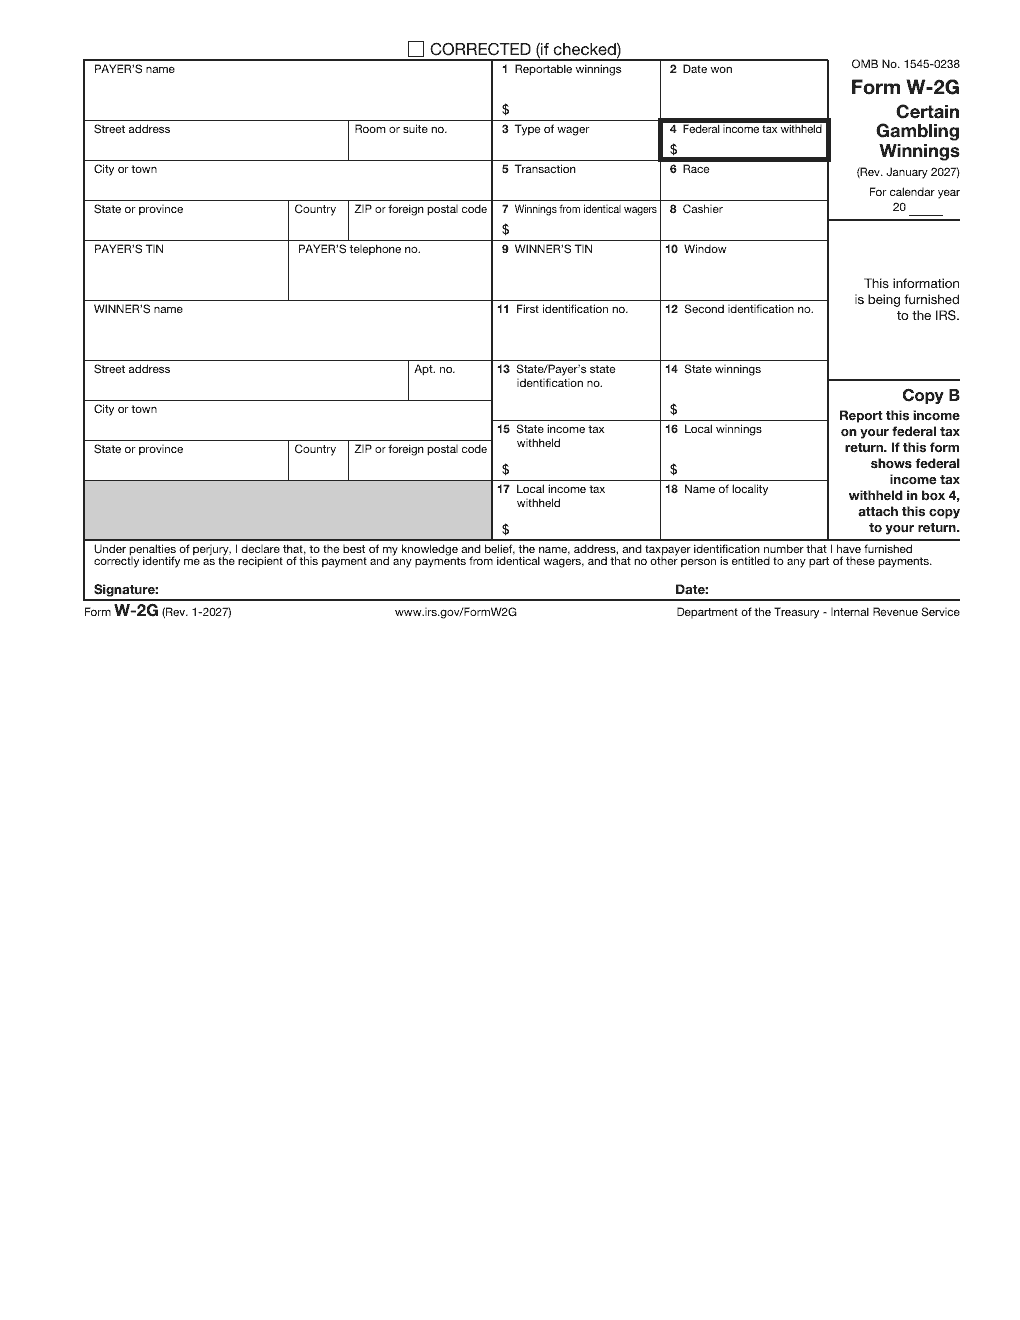 CORRECTED (if checked)
PAYER'S name
Street address
Room or suite no.
City or town
State or province
Country
ZIP or foreign postal code
PAYER'S TIN
PAYER'S telephone no.
WINNER'S name
Street address
Apt. no.
City or town
State or province
Country
ZIP or foreign postal code
1 Reportable winnings
$
2 Date won
3 Type of wager
4 Federal income tax withheld
$
5 Transaction
6 Race
7 Winnings from identical wagers
$
8 Cashier
9 WINNER'S TIN
10 Window
11 First identification no.
12 Second identification no.
13 State/Payer's state
identification no.
14 State winnings
$
15 State income tax
withheld
$
16 Local winnings
$
17 Local income tax
withheld
$
18 Name of locality
OMB No. 1545-0238
Form W-2G
Certain
Gambling
Winnings
(Rev. January 2027)
For calendar year
20
This information
is being furnished
to the IRS.
Copy B
Report this income
on your federal tax
return. If this form
shows federal
income tax
withheld in box 4,
attach this copy
to your return.
Under penalties of perjury, I declare that, to the best of my knowledge and belief, the name, address, and taxpayer identification number that I have furnished
correctly identify me as the recipient of this payment and any payments from identical wagers, and that no other person is entitled to any part of these payments.
Signature:
Date:
Form W-2G (Rev. 1-2027)
www.irs.gov/FormW2G
Department of the Treasury - Internal Revenue Service